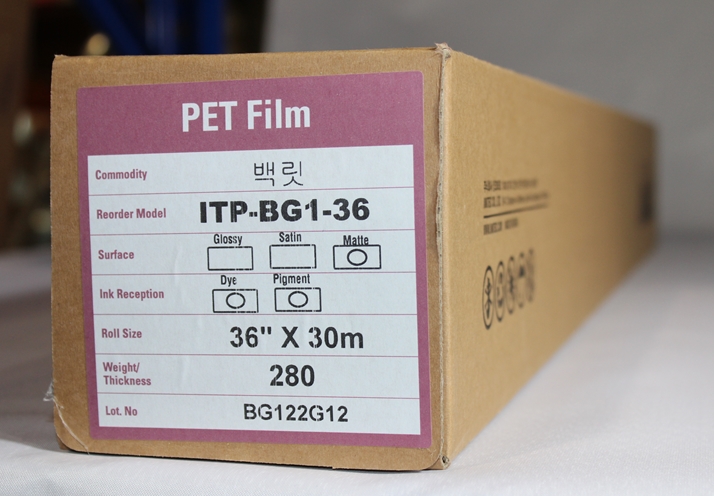 PET Film
Commodity 백릿
Reorder Model ITP-BG1-36
Surface Glossy Satin Matte
Ink Reception Dye Pigment
Roll Size 36" X 30m
Weight/
Thickness 280
Lot. No BG122G12